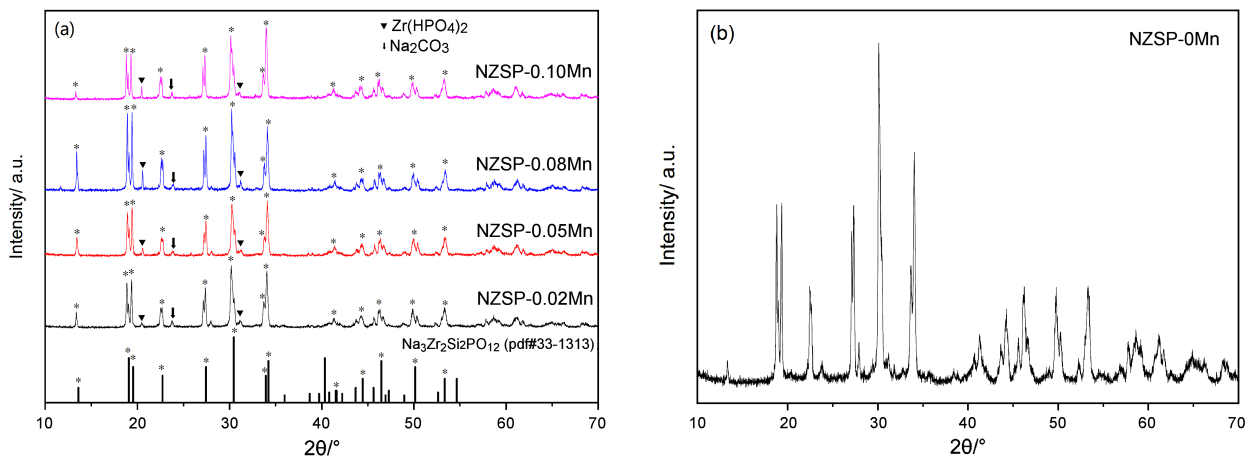 (a)
* Zr(HPO4)2
Na2CO3
NZSP-0.10Mn
NZSP-0.08Mn
NZSP-0.05Mn
NZSP-0.02Mn
Na3Zr2Si2PO12 (pdf#33-1313)
Intensity/ a.u.
10 20 30 40 50 60 70
2θ/°
(b)
NZSP-0Mn
Intensity/ a.u.
10 20 30 40 50 60 70
2θ/°